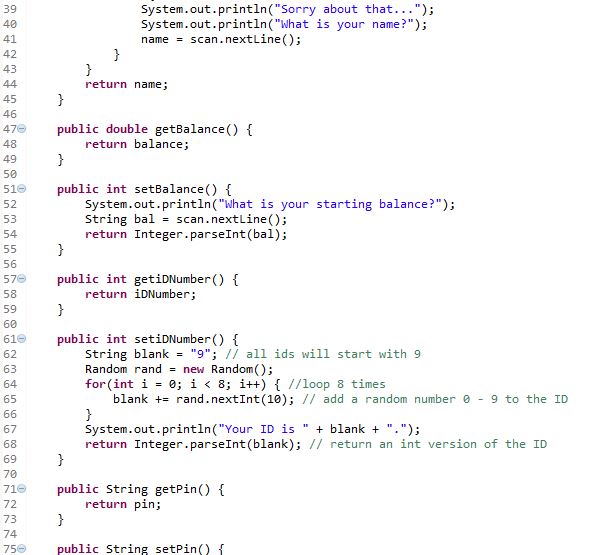 39 System.out.println("Sorry about that...");
40 System.out.println("What is your name?");
41 name = scan.nextLine();
42 }
43 }
44 return name;
45 }
46
47 public double getBalance() {
48 return balance;
49 }
50
51 public int setBalance() {
52 System.out.println("What is your starting balance?");
53 String bal = scan.nextLine();
54 return Integer.parseInt(bal);
55 }
56
57 public int getiDNumber() {
58 return iDNumber;
59 }
60
61 public int setiDNumber() {
62 String blank = "9"; // all ids will start with 9
63 Random rand = new Random();
64 for(int i = 0; i < 8; i++) { //loop 8 times
65 blank += rand.nextInt(10); // add a random number 0 - 9 to the ID
66 }
67 System.out.println("Your ID is " + blank + ".");
68 return Integer.parseInt(blank); // return an int version of the ID
69 }
70
71 public String getPin() {
72 return pin;
73 }
74
75 public String setPin() {